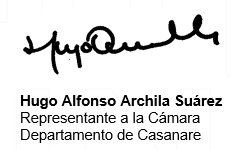 Hugo Alfonso Archila Suárez
Representante a la Cámara
Departamento de Casanare